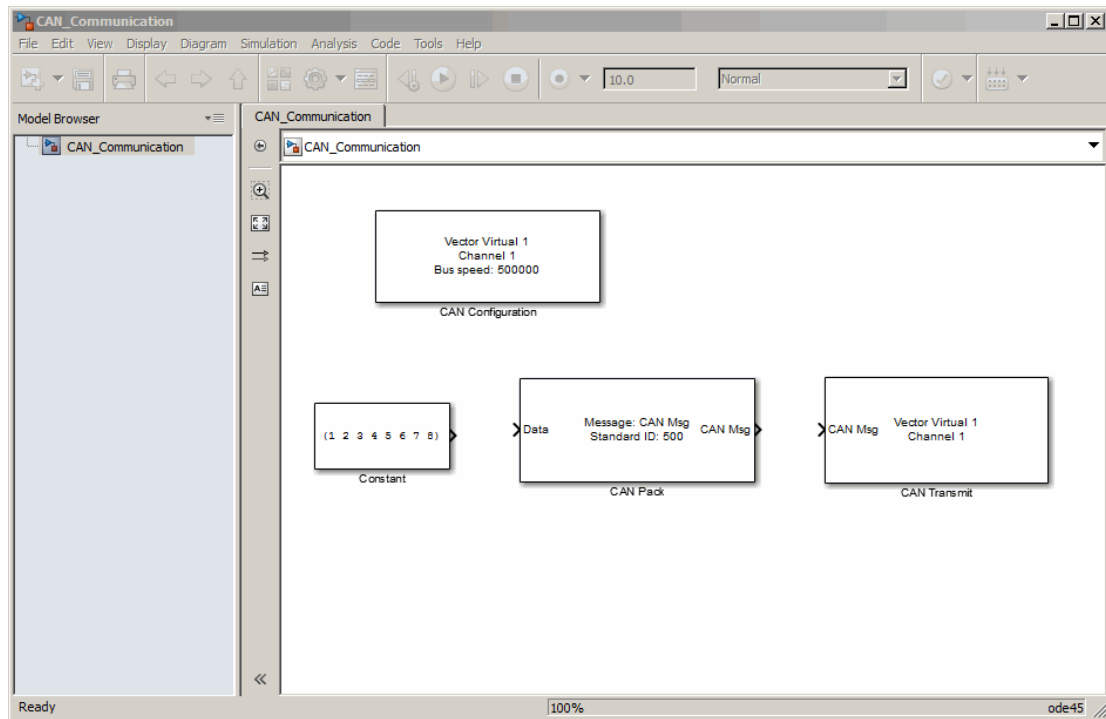 CAN_Communication
File Edit View Display Diagram Simulation Analysis Code Tools Help
10.0 Normal
Model Browser
CAN_Communication
CAN_Communication
CAN_Communication
Vector Virtual 1
Channel 1
Bus speed: 500000
CAN Configuration
(1 2 3 4 5 6 7 8)
Constant
Data
Message: CAN Msg
Standard ID: 500
CAN Msg
CAN Pack
CAN Msg
Vector Virtual 1
Channel 1
CAN Transmit
Ready 100% ode45